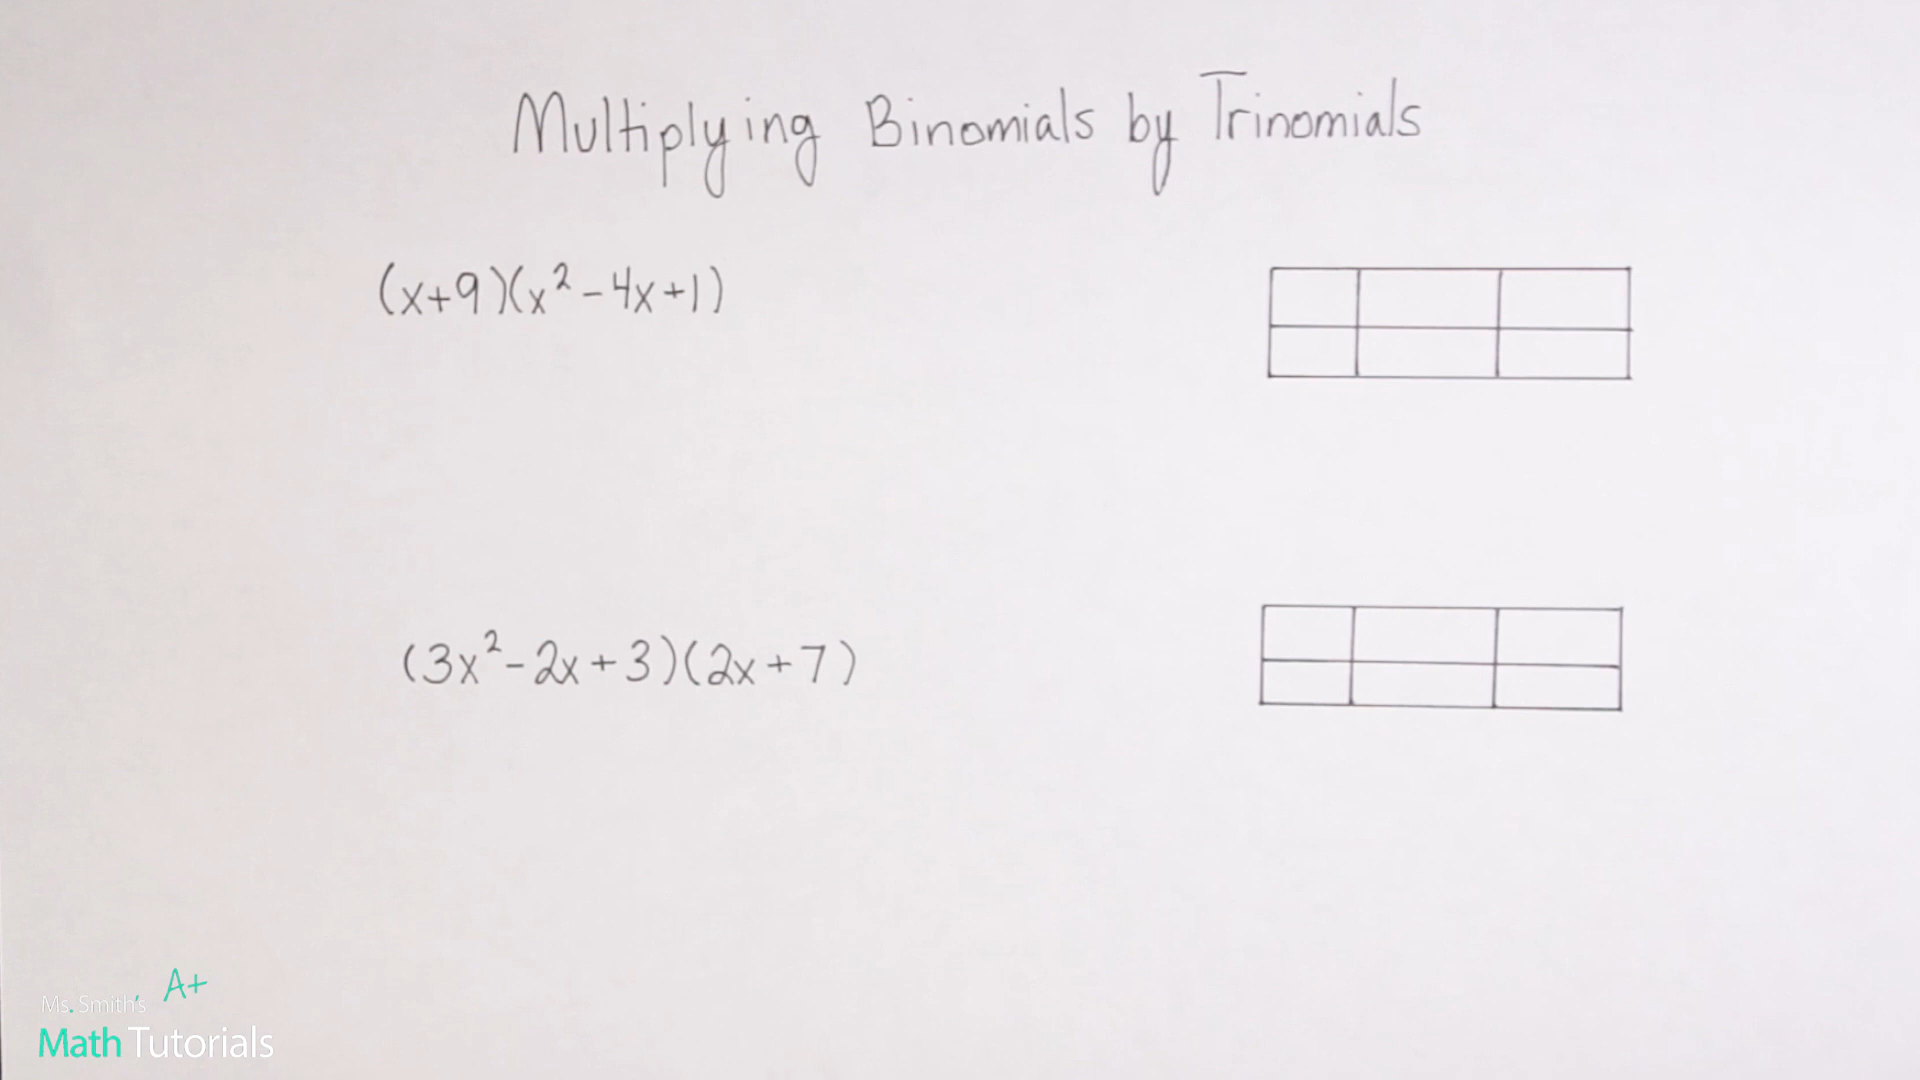 Multiplying Binomials by Trinomials
(x+9)(x²-4x+1)
(3x²-2x+3)(2x+7)
A+
Ms. Smith's
Math Tutorials